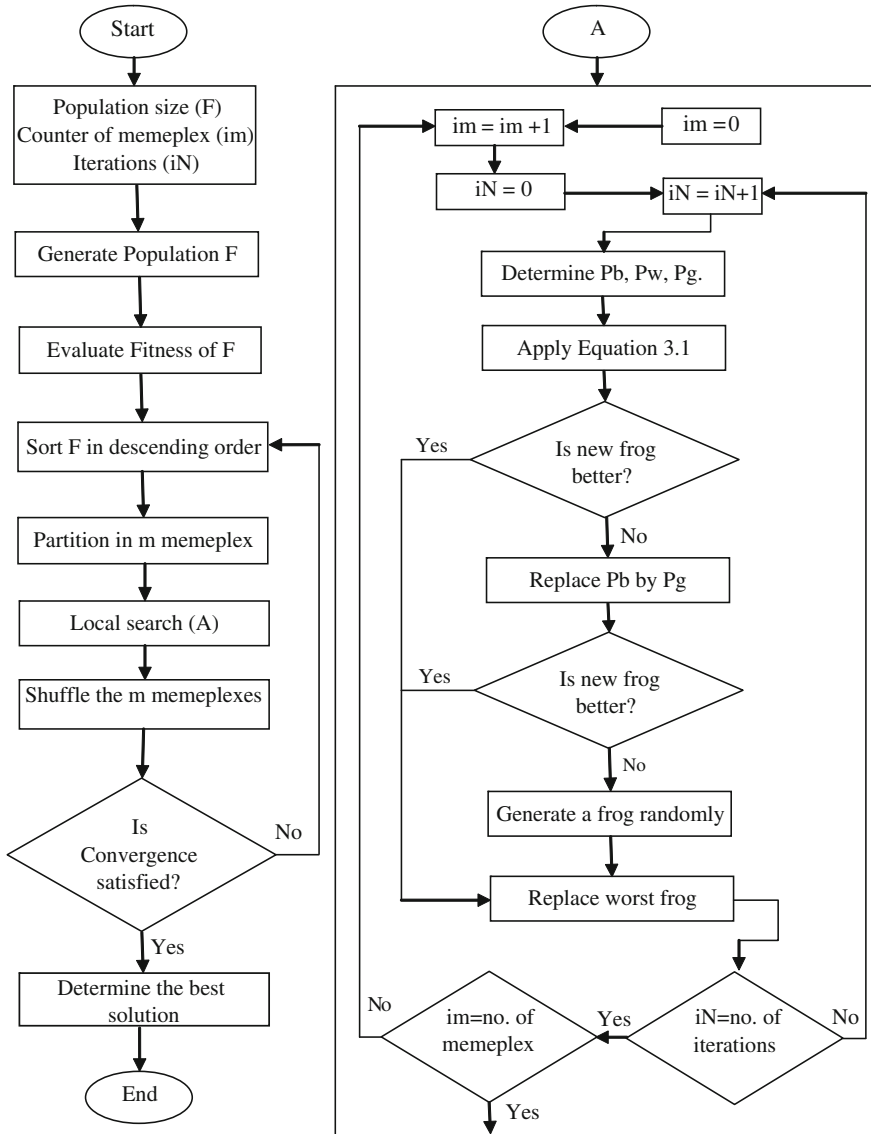 Start
Population size (F)
Counter of memeplex (im)
Iterations (iN)
Generate Population F
Evaluate Fitness of F
Sort F in descending order
Partition in m memeplex
Local search (A)
Shuffle the m memeplexes
Is
Convergence
satisfied?
No
Yes
Determine the best
solution
End
A
im = im +1
im = 0
iN = 0
iN = iN+1
Determine Pb, Pw, Pg.
Apply Equation 3.1
Is new frog
better?
Yes
No
Replace Pb by Pg
Is new frog
better?
Yes
No
Generate a frog randomly
Replace worst frog
iN=no. of
iterations
No
Yes
im=no. of
memeplex
No
Yes